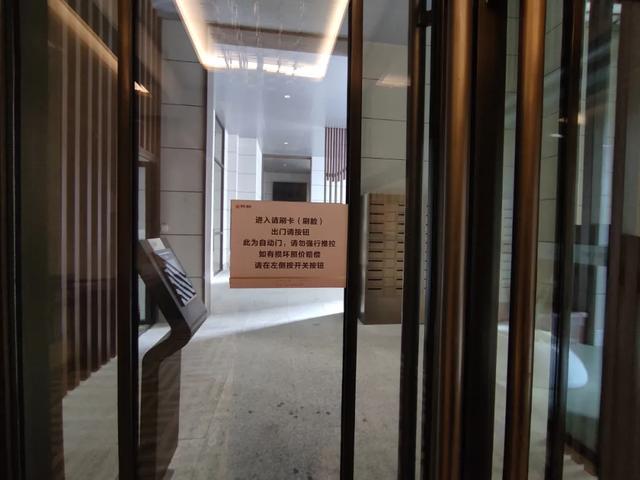 进入请刷卡（刷脸）
出门请按钮
此为自动门，请勿强行推拉
如有损坏照价赔偿
请在左侧按开关按钮